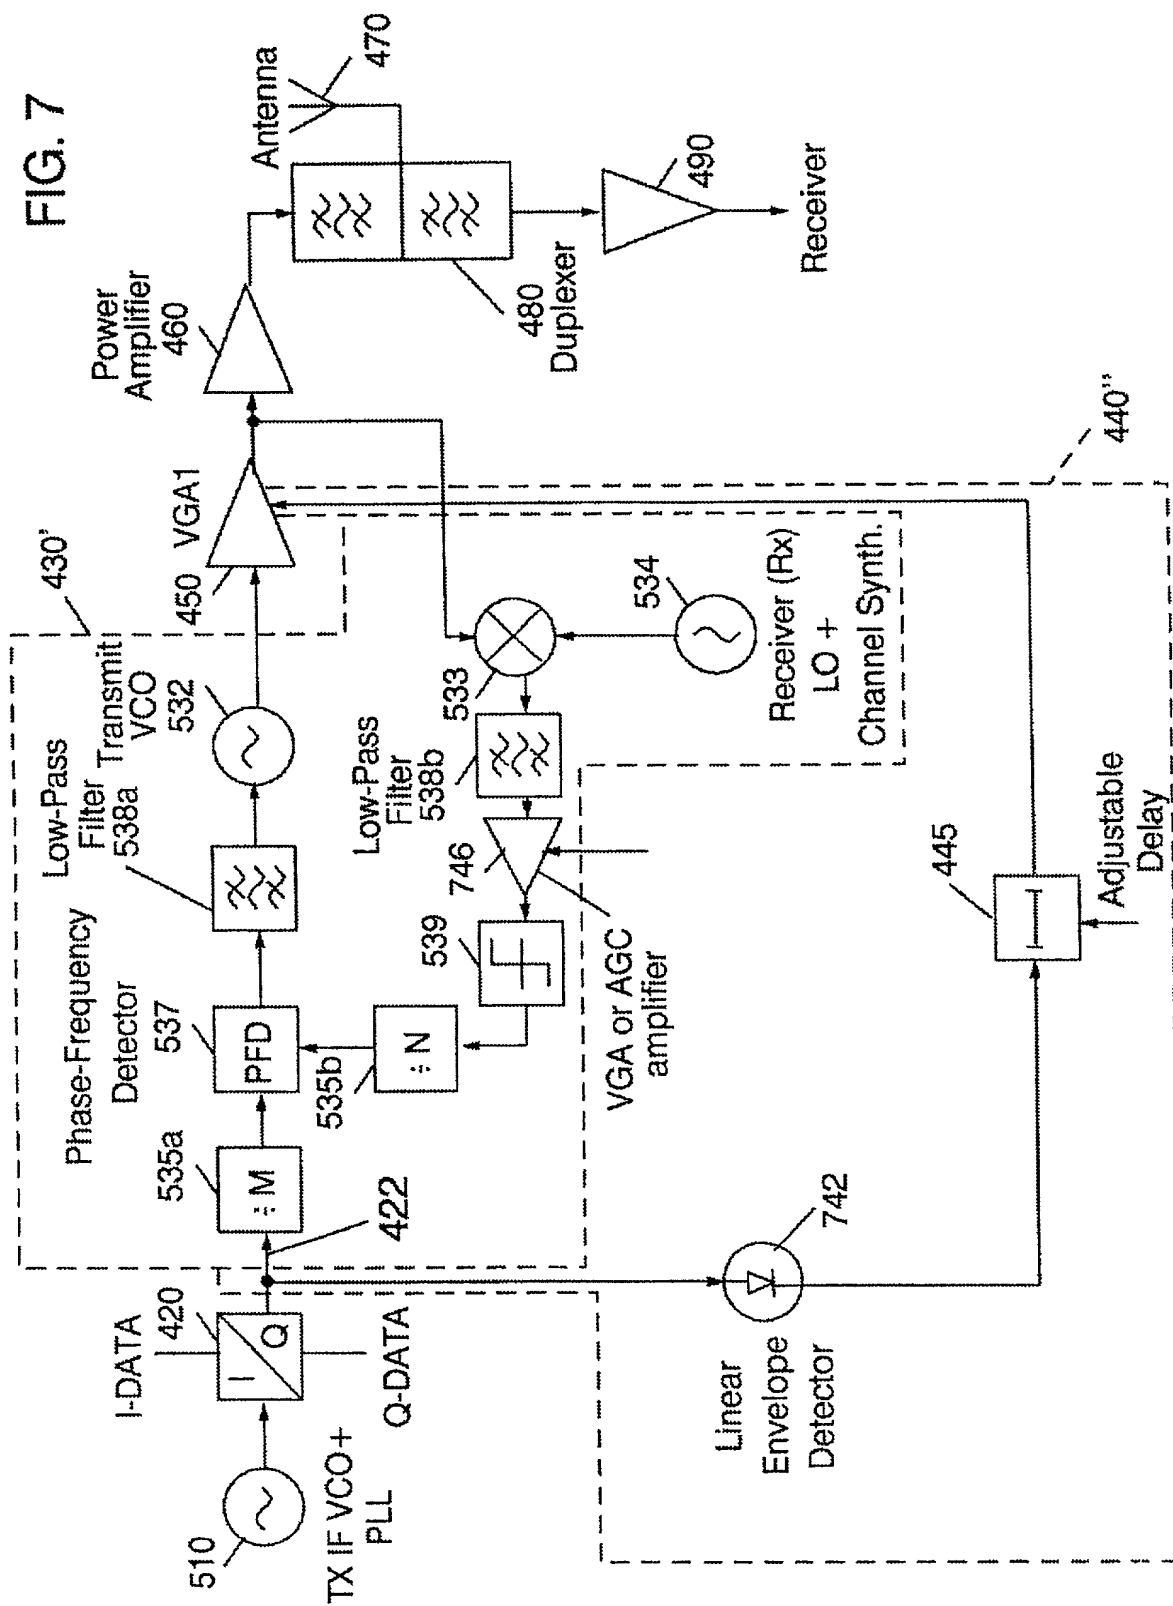 FIG. 7
Antenna
470
Power
Amplifier
460
480
Duplexer
490
Receiver
VGA1
450
430'
440"
Transmit
VCO
532
Low-Pass
Filter
538a
Phase-Frequency
Detector
537
PFD
535a
÷M
422
535b
÷N
539
746
VGA or AGC
amplifier
Low-Pass
Filter
538b
533
534
Receiver (Rx)
LO +
Channel Synth.
I-DATA
420
I
Q
Q-DATA
510
TX IF VCO+
PLL
742
Linear
Envelope
Detector
445
Adjustable
Delay